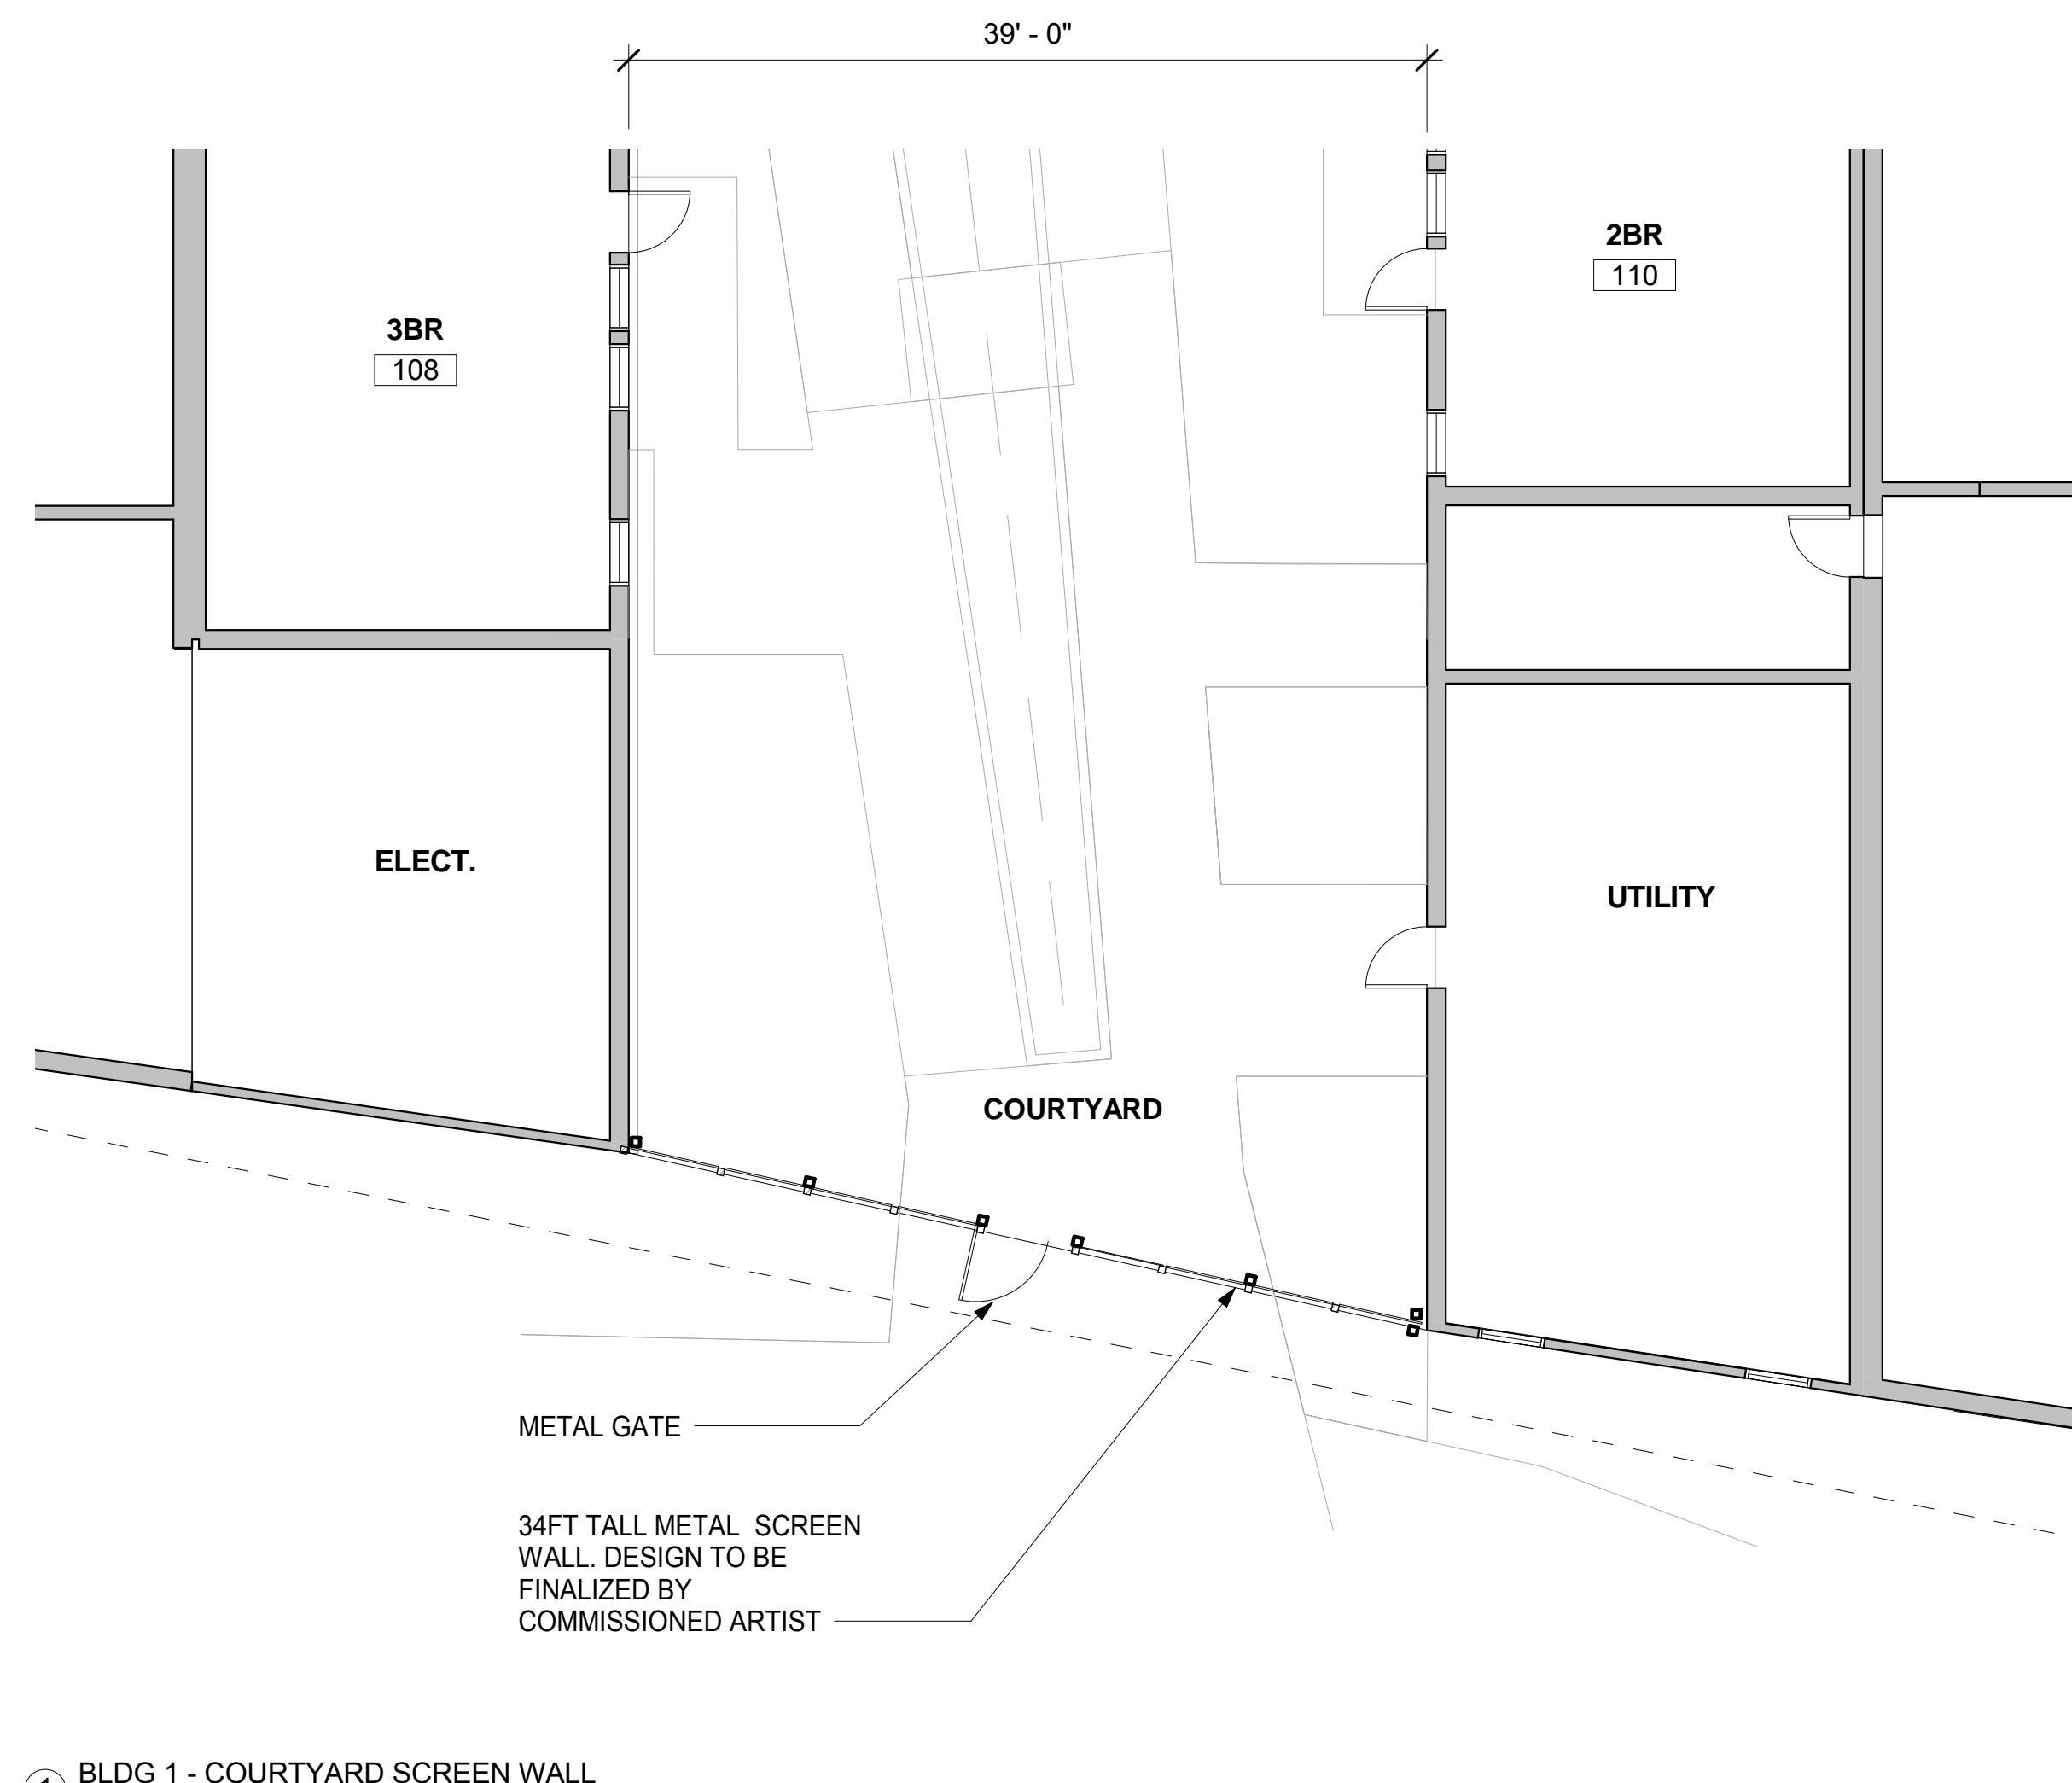 39' - 0"
2BR
110
3BR
108
ELECT.
UTILITY
COURTYARD
METAL GATE
34FT TALL METAL SCREEN
WALL. DESIGN TO BE
FINALIZED BY
COMMISSIONED ARTIST
BLDG 1 - COURTYARD SCREEN WALL